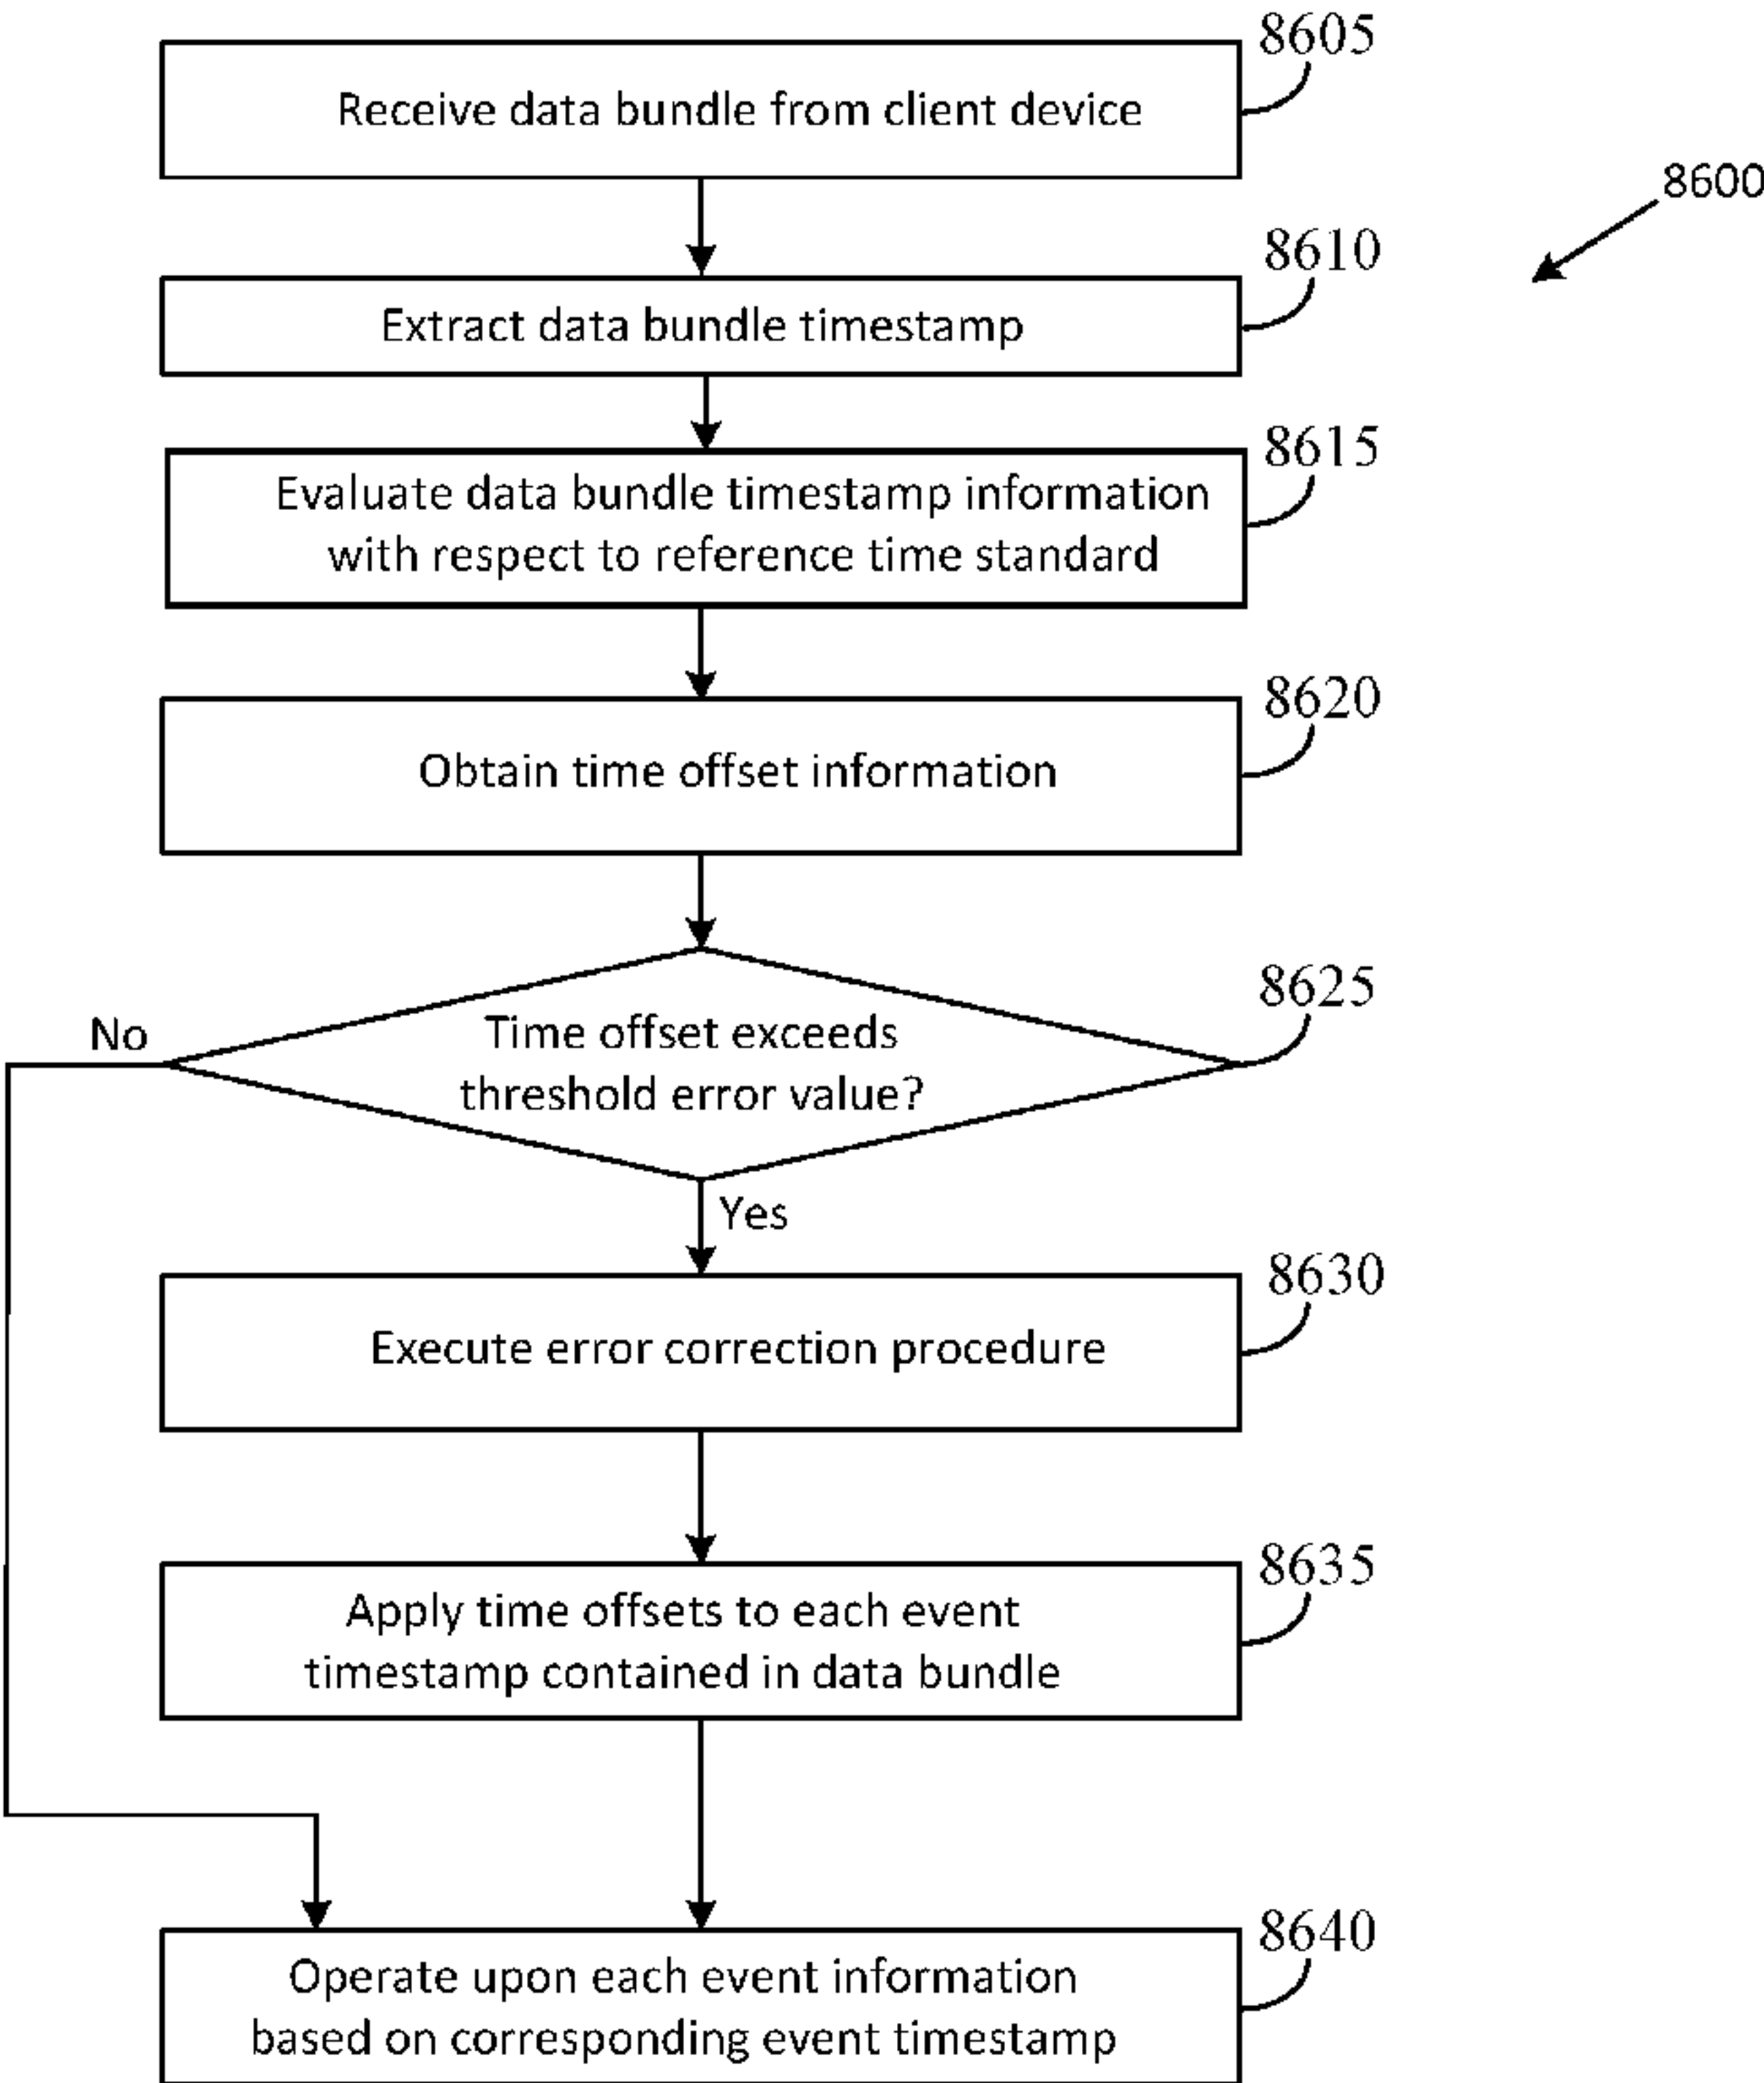 8605
Receive data bundle from client device
8600
8610
Extract data bundle timestamp
8615
Evaluate data bundle timestamp information
with respect to reference time standard
8620
Obtain time offset information
8625
No
Time offset exceeds
threshold error value?
Yes
8630
Execute error correction procedure
8635
Apply time offsets to each event
timestamp contained in data bundle
8640
Operate upon each event information
based on corresponding event timestamp